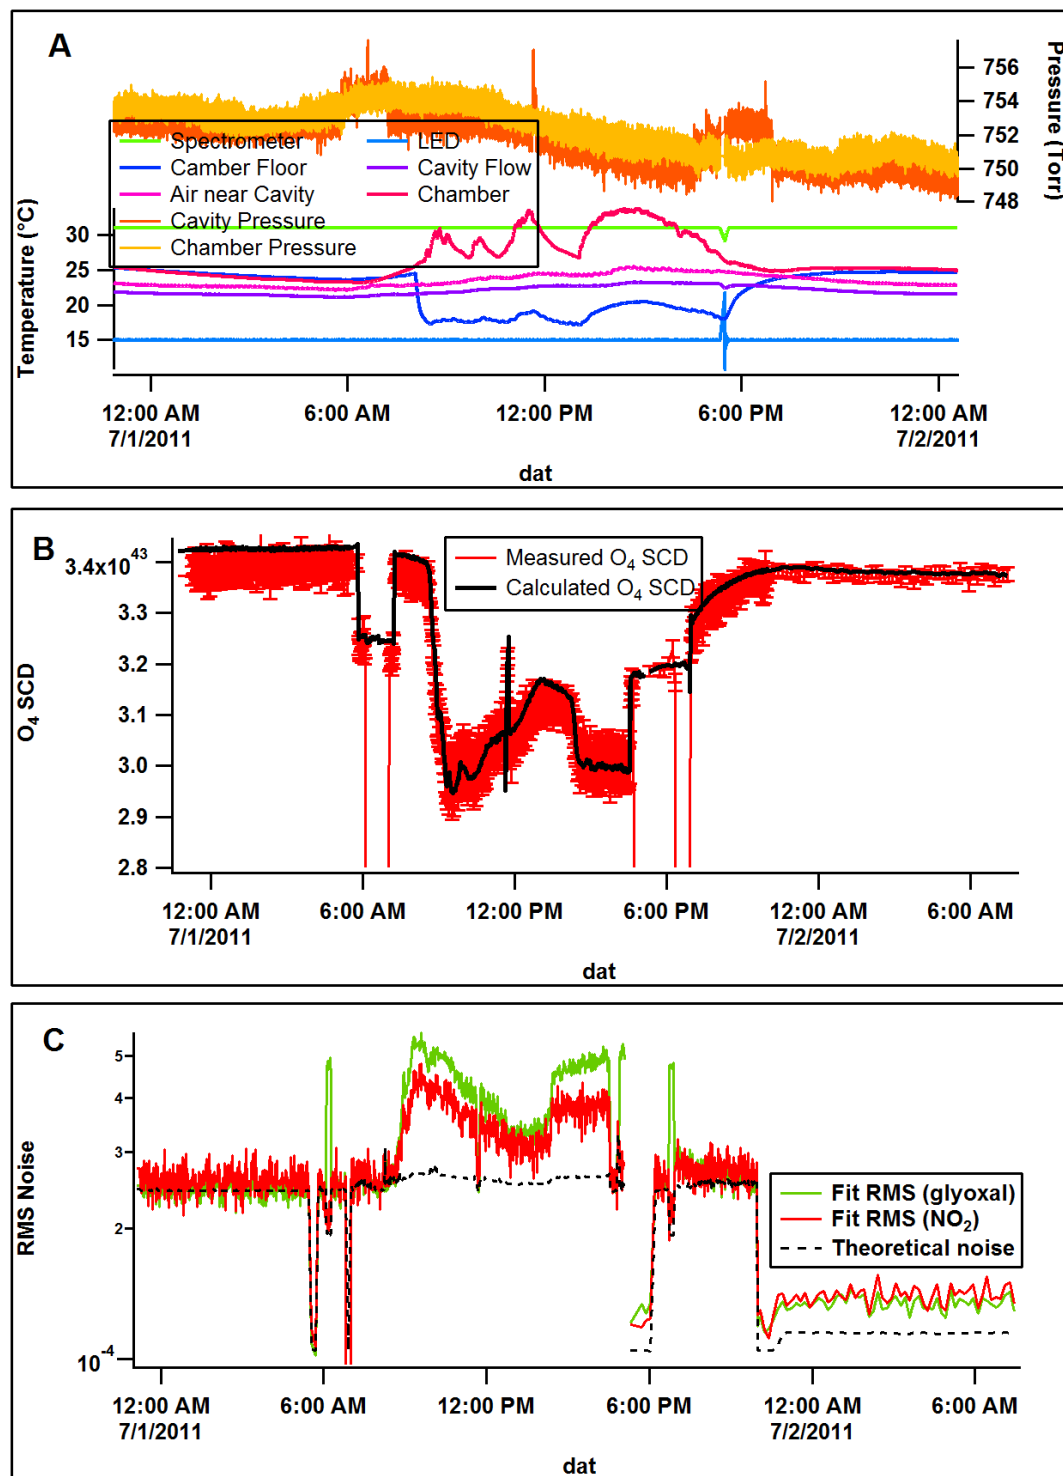 A
756
754
752
750
748
Pressure (Torr)
Spectrometer
LED
Camber Floor
Cavity Flow
Air near Cavity
Chamber
Cavity Pressure
Chamber Pressure
Temperature (°C)
30
25
20
15
12:00 AM 6:00 AM 12:00 PM 6:00 PM 12:00 AM
7/1/2011 7/2/2011
dat
B
Measured O4 SCD
Calculated O4 SCD
O4 SCD
3.4x10^43
3.3
3.2
3.1
3.0
2.9
2.8
12:00 AM 6:00 AM 12:00 PM 6:00 PM 12:00 AM 6:00 AM
7/1/2011 7/2/2011
dat
C
RMS Noise
5
4
3
2
10^-4
Fit RMS (glyoxal)
Fit RMS (NO2)
Theoretical noise
12:00 AM 6:00 AM 12:00 PM 6:00 PM 12:00 AM 6:00 AM
7/1/2011 7/2/2011
dat